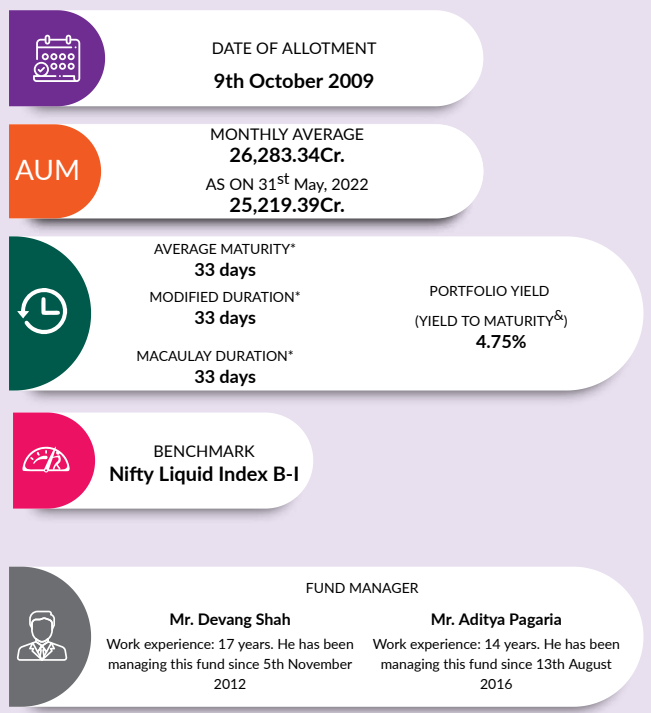 DATE OF ALLOTMENT
9th October 2009
AUM
MONTHLY AVERAGE
26,283.34Cr.
AS ON 31st May, 2022
25,219.39Cr.
AVERAGE MATURITY*
33 days
MODIFIED DURATION*
33 days
MACAULAY DURATION*
33 days
PORTFOLIO YIELD
(YIELD TO MATURITY&)
4.75%
BENCHMARK
Nifty Liquid Index B-I
FUND MANAGER
Mr. Devang Shah
Work experience: 17 years. He has been
managing this fund since 5th November
2012
Mr. Aditya Pagaria
Work experience: 14 years. He has been
managing this fund since 13th August
2016